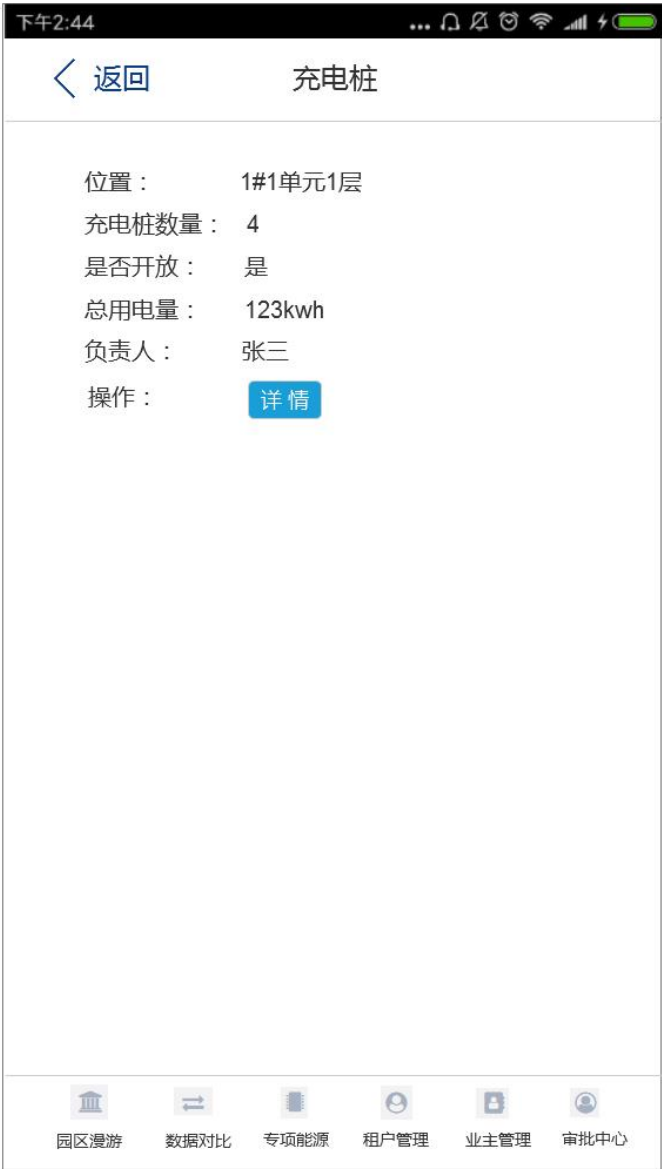 下午2:44
返回 充电桩
位置： 1#1单元1层
充电桩数量： 4
是否开放： 是
总用电量： 123kwh
负责人： 张三
操作： 详情
园区漫游 数据对比 专项能源 租户管理 业主管理 审批中心